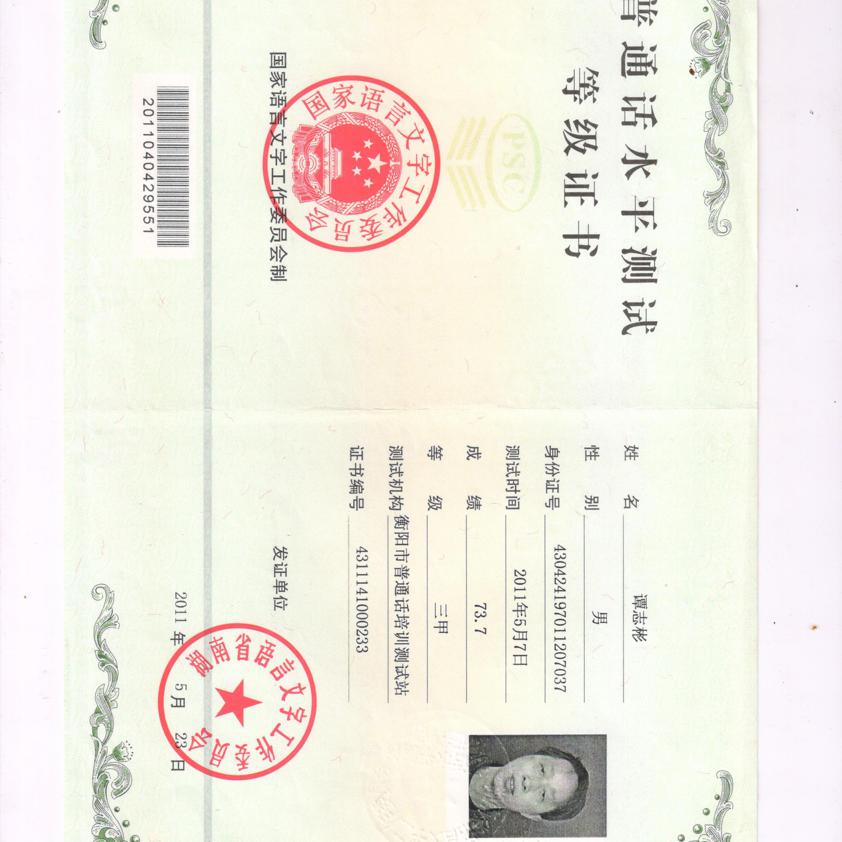 普通话水平测试
等级证书
PSC
国家语言文字工作委员会
国家语言文字工作委员会制
2011040429551
姓 名 谭志彬
性 别 男
身份证号 430424197011207037
测试时间 2011年5月7日
成 绩 73.7
等 级 三甲
测试机构 衡阳市普通话培训测试站
证书编号 4311141000233
发证单位
湖南省语言文字工作委员会
2011 年 5 月 23 日